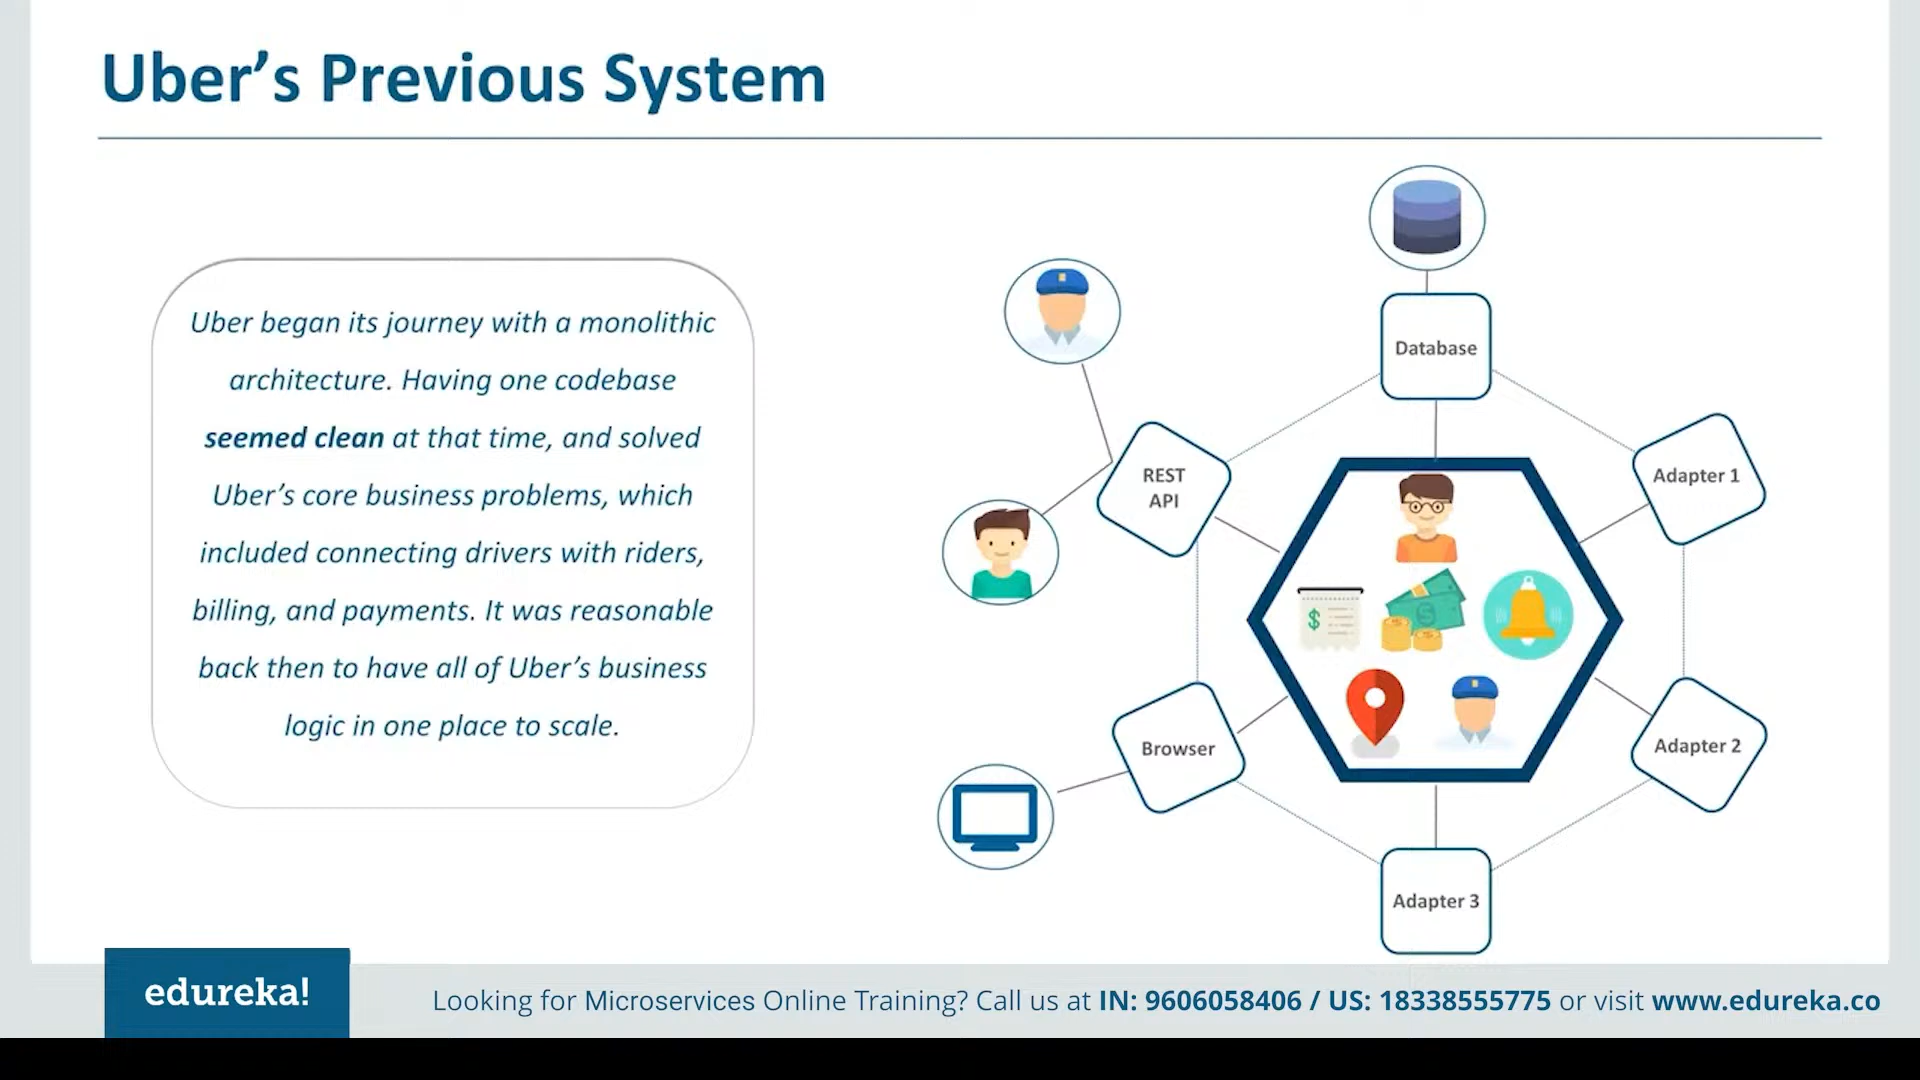 Uber’s Previous System
Uber began its journey with a monolithic
architecture. Having one codebase
seemed clean at that time, and solved
Uber’s core business problems, which
included connecting drivers with riders,
billing, and payments. It was reasonable
back then to have all of Uber’s business
logic in one place to scale.
Database
REST
API
Adapter 1
$
$
Browser
Adapter 2
Adapter 3
edureka!
Looking for Microservices Online Training? Call us at IN: 9606058406 / US: 18338555775 or visit www.edureka.co